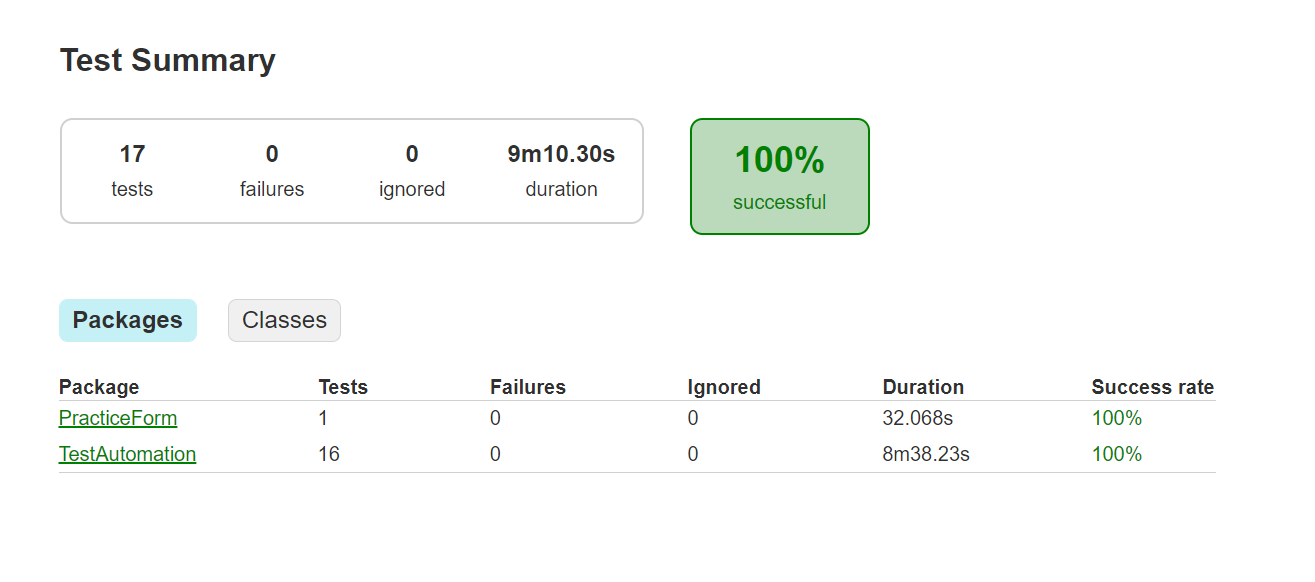 Test Summary
17 0 0 9m10.30s
tests failures ignored duration
100%
successful
Packages Classes
Package Tests Failures Ignored Duration Success rate
PracticeForm 1 0 0 32.068s 100%
TestAutomation 16 0 0 8m38.23s 100%